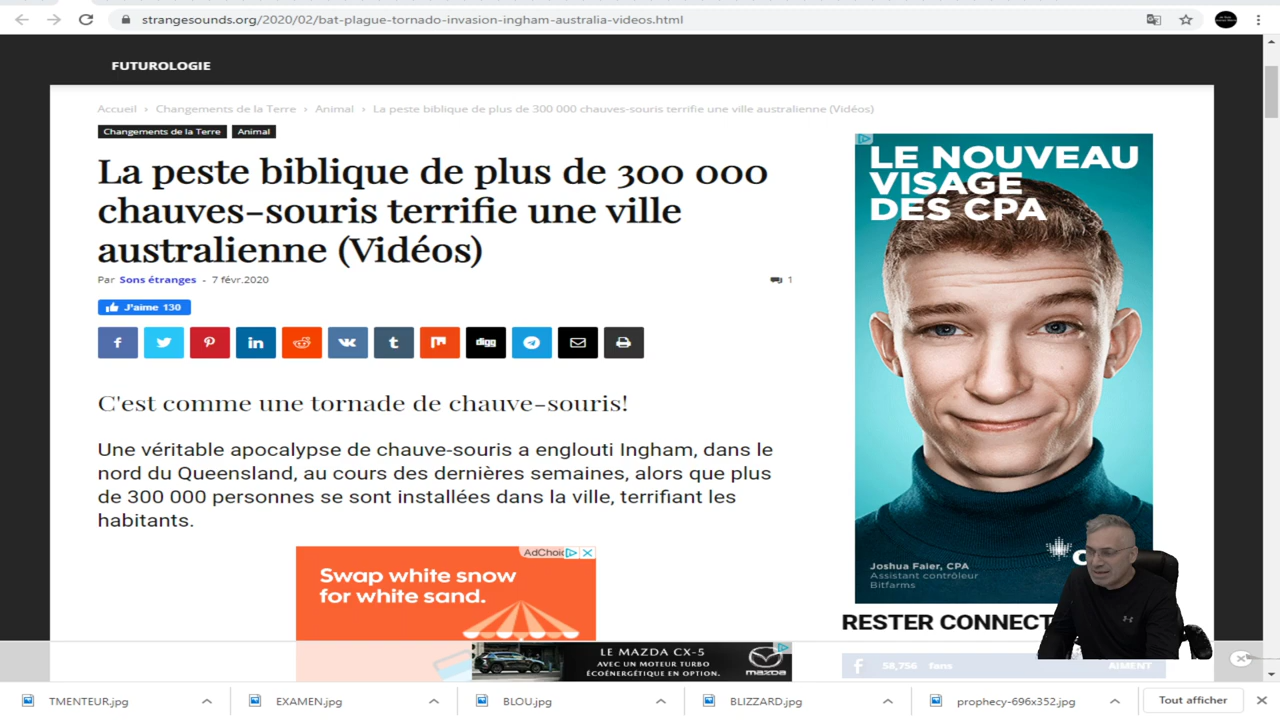 strangesounds.org/2020/02/bat-plague-tornado-invasion-ingham-australia-videos.html
FUTUROLOGIE
Accueil › Changements de la Terre › Animal › La peste biblique de plus de 300 000 chauves-souris terrifie une ville australienne (Vidéos)
Changements de la Terre Animal
La peste biblique de plus de 300 000
chauves-souris terrifie une ville
australienne (Vidéos)
Par Sons étranges - 7 févr.2020 1
J'aime 130
digg
C'est comme une tornade de chauve-souris!
Une véritable apocalypse de chauve-souris a englouti Ingham, dans le
nord du Queensland, au cours des dernières semaines, alors que plus
de 300 000 personnes se sont installées dans la ville, terrifiant les
habitants.
AdChoic
Swap white snow
for white sand.
LE NOUVEAU
VISAGE
DES CPA
Joshua Faler, CPA
Assistant contrôleur
Bitfarms
RESTER CONNECT
58,756 fans AIMENT
LE MAZDA CX-5
AVEC UN MOTEUR TURBO
ÉCOÉNERGÉTIQUE EN OPTION.
mazda
TMENTEUR.jpg EXAMEN.jpg BLOU.jpg BLIZZARD.jpg prophecy-696x352.jpg Tout afficher